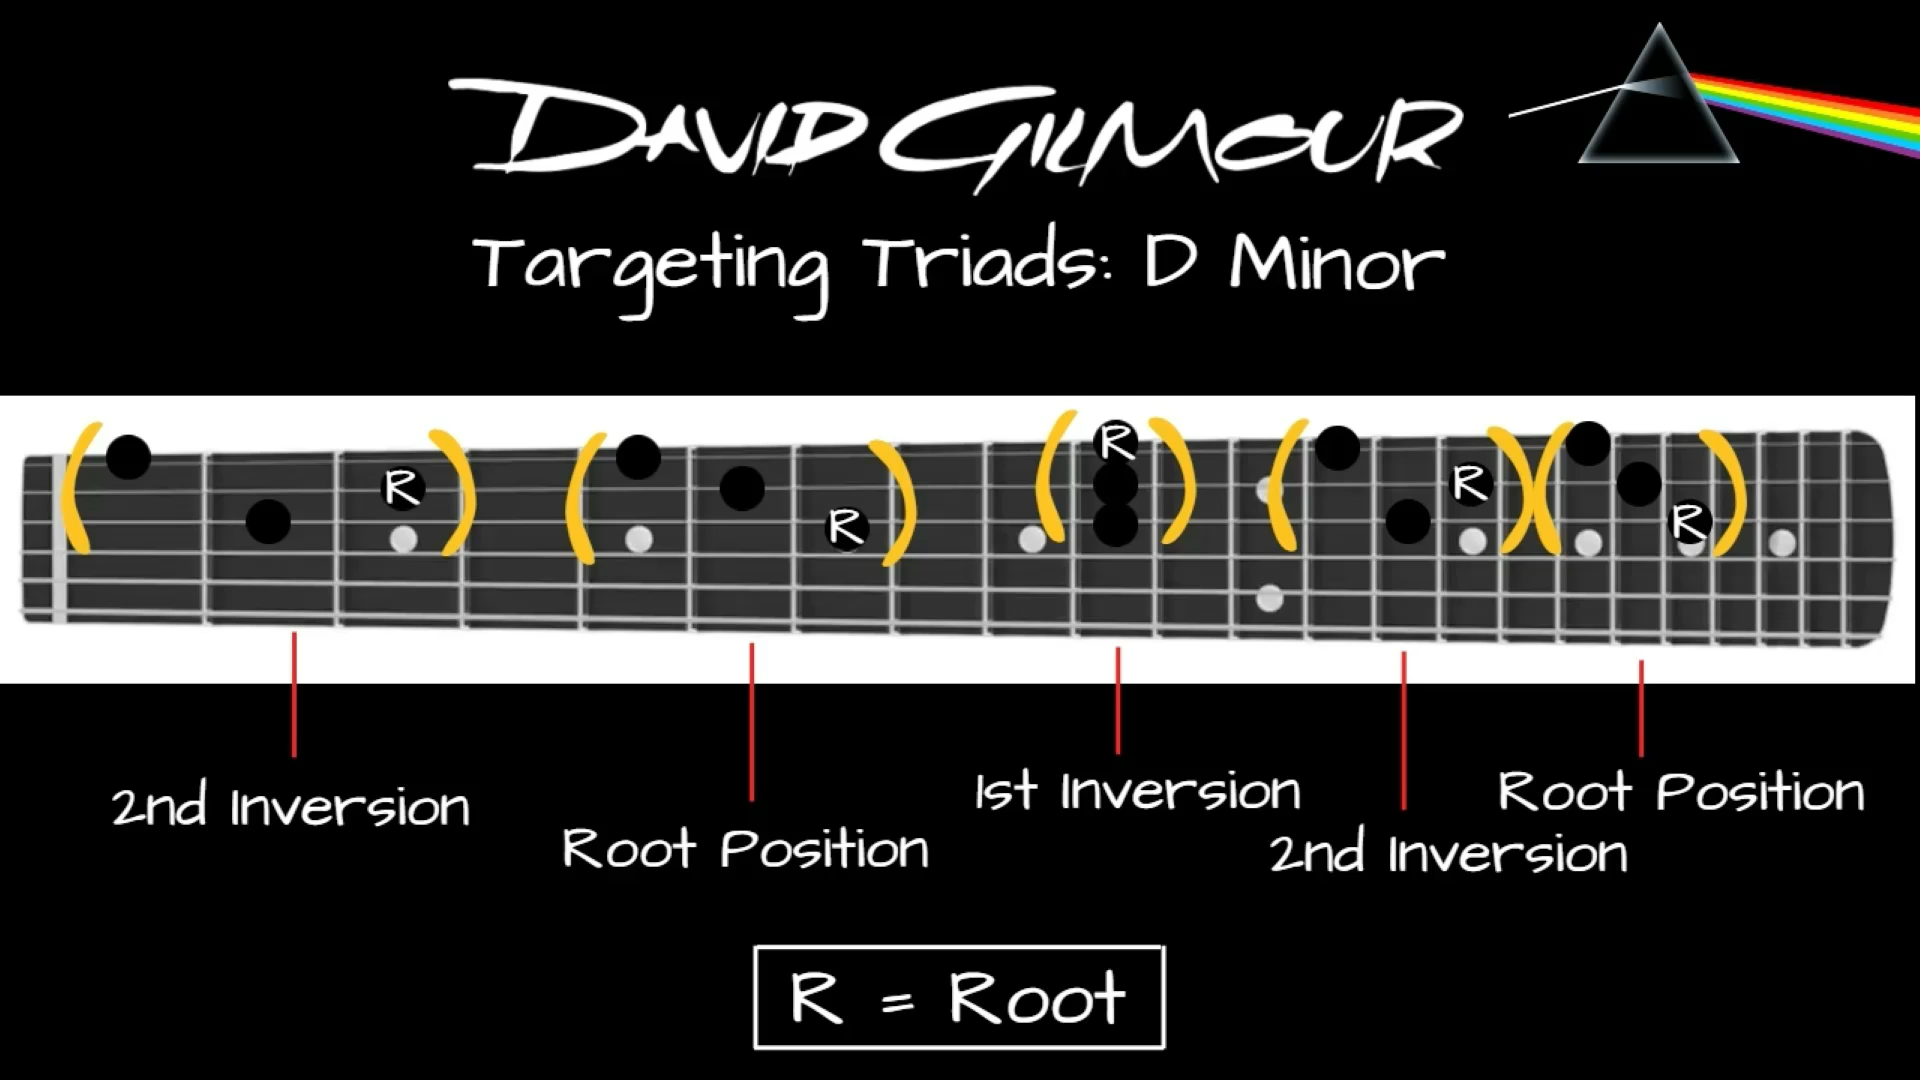 DAVID GILMOUR
Targeting Triads: D Minor
R
R
R
R
R
2nd Inversion
Root Position
1st Inversion
2nd Inversion
Root Position
R = Root